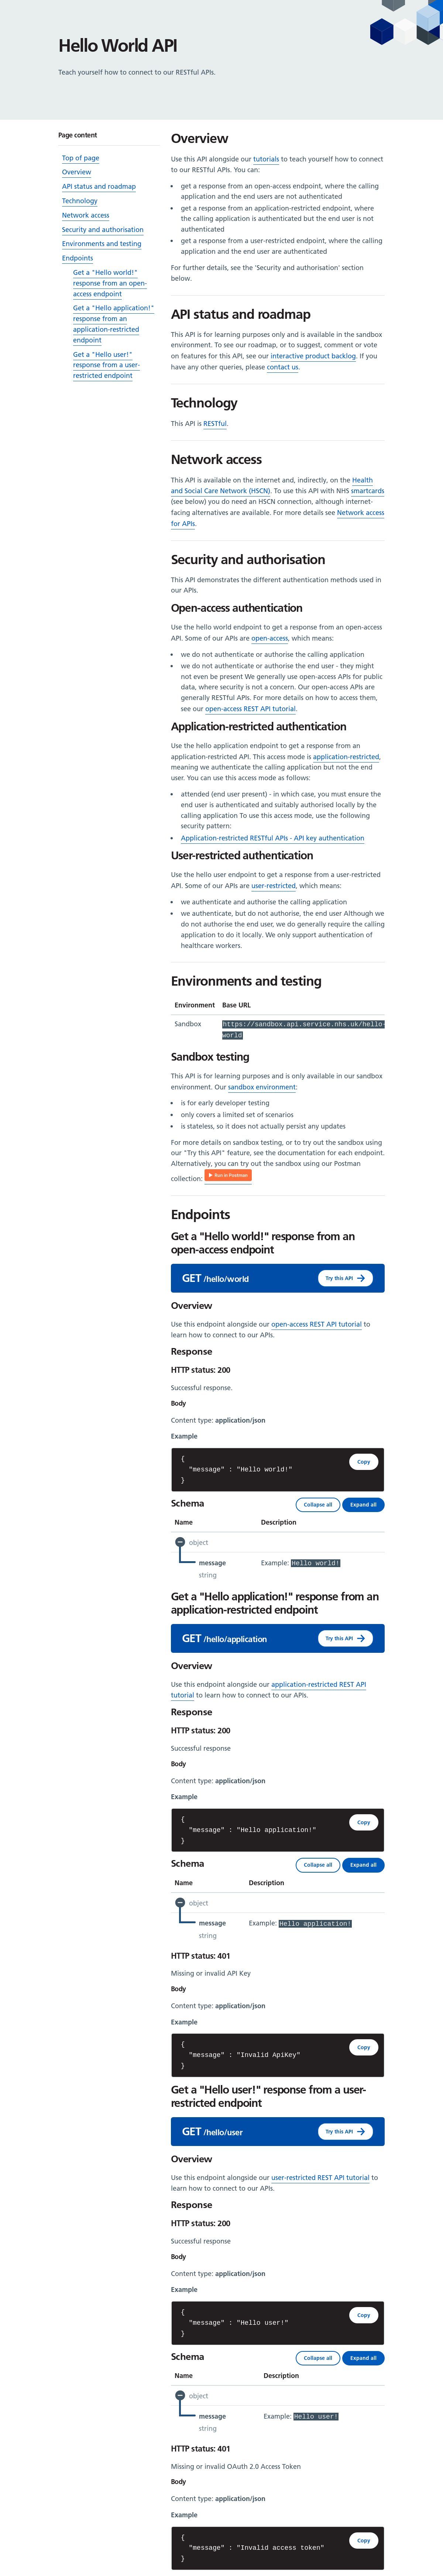 Hello World API
Teach yourself how to connect to our RESTful APIs.
Page content
Top of page
Overview
API status and roadmap
Technology
Network access
Security and authorisation
Environments and testing
Endpoints
Get a "Hello world!"
response from an open-
access endpoint
Get a "Hello application!"
response from an
application-restricted
endpoint
Get a "Hello user!"
response from a user-
restricted endpoint
Overview
Use this API alongside our tutorials to teach yourself how to connect
to our RESTful APIs. You can:
• get a response from an open-access endpoint, where the calling
application and the end users are not authenticated
• get a response from an application-restricted endpoint, where
the calling application is authenticated but the end user is not
authenticated
• get a response from a user-restricted endpoint, where the calling
application and the end user are authenticated
For further details, see the 'Security and authorisation' section
below.
API status and roadmap
This API is for learning purposes only and is available in the sandbox
environment. To see our roadmap, or to suggest, comment or vote
on features for this API, see our interactive product backlog. If you
have any other queries, please contact us.
Technology
This API is RESTful.
Network access
This API is available on the internet and, indirectly, on the Health
and Social Care Network (HSCN). To use this API with NHS smartcards
(see below) you do need an HSCN connection, although internet-
facing alternatives are available. For more details see Network access
for APIs.
Security and authorisation
This API demonstrates the different authentication methods used in
our APIs.
Open-access authentication
Use the hello world endpoint to get a response from an open-access
API. Some of our APIs are open-access, which means:
• we do not authenticate or authorise the calling application
• we do not authenticate or authorise the end user - they might
not even be present We generally use open-access APIs for public
data, where security is not a concern. Our open-access APIs are
generally RESTful APIs. For more details on how to access them,
see our open-access REST API tutorial.
Application-restricted authentication
Use the hello application endpoint to get a response from an
application-restricted API. This access mode is application-restricted,
meaning we authenticate the calling application but not the end
user. You can use this access mode as follows:
• attended (end user present) - in which case, you must ensure the
end user is authenticated and suitably authorised locally by the
calling application To use this access mode, use the following
security pattern:
• Application-restricted RESTful APIs - API key authentication
User-restricted authentication
Use the hello user endpoint to get a response from a user-restricted
API. Some of our APIs are user-restricted, which means:
• we authenticate and authorise the calling application
• we authenticate, but do not authorise, the end user Although we
do not authorise the end user, we do generally require the calling
application to do it locally. We only support authentication of
healthcare workers.
Environments and testing
Environment Base URL
Sandbox https://sandbox.api.service.nhs.uk/hello-
world
Sandbox testing
This API is for learning purposes and is only available in our sandbox
environment. Our sandbox environment:
• is for early developer testing
• only covers a limited set of scenarios
• is stateless, so it does not actually persist any updates
For more details on sandbox testing, or to try out the sandbox using
our "Try this API" feature, see the documentation for each endpoint.
Alternatively, you can try out the sandbox using our Postman
collection: Run in Postman
Endpoints
Get a "Hello world!" response from an
open-access endpoint
GET /hello/world Try this API
Overview
Use this endpoint alongside our open-access REST API tutorial to
learn how to connect to our APIs.
Response
HTTP status: 200
Successful response.
Body
Content type: application/json
Example
{ Copy
"message" : "Hello world!"
}
Schema Collapse all Expand all
Name Description
object
message Example: Hello world!
string
Get a "Hello application!" response from an
application-restricted endpoint
GET /hello/application Try this API
Overview
Use this endpoint alongside our application-restricted REST API
tutorial to learn how to connect to our APIs.
Response
HTTP status: 200
Successful response
Body
Content type: application/json
Example
{ Copy
"message" : "Hello application!"
}
Schema Collapse all Expand all
Name Description
object
message Example: Hello application!
string
HTTP status: 401
Missing or invalid API Key
Body
Content type: application/json
Example
{ Copy
"message" : "Invalid ApiKey"
}
Get a "Hello user!" response from a user-
restricted endpoint
GET /hello/user Try this API
Overview
Use this endpoint alongside our user-restricted REST API tutorial to
learn how to connect to our APIs.
Response
HTTP status: 200
Successful response
Body
Content type: application/json
Example
{ Copy
"message" : "Hello user!"
}
Schema Collapse all Expand all
Name Description
object
message Example: Hello user!
string
HTTP status: 401
Missing or invalid OAuth 2.0 Access Token
Body
Content type: application/json
Example
{ Copy
"message" : "Invalid access token"
}